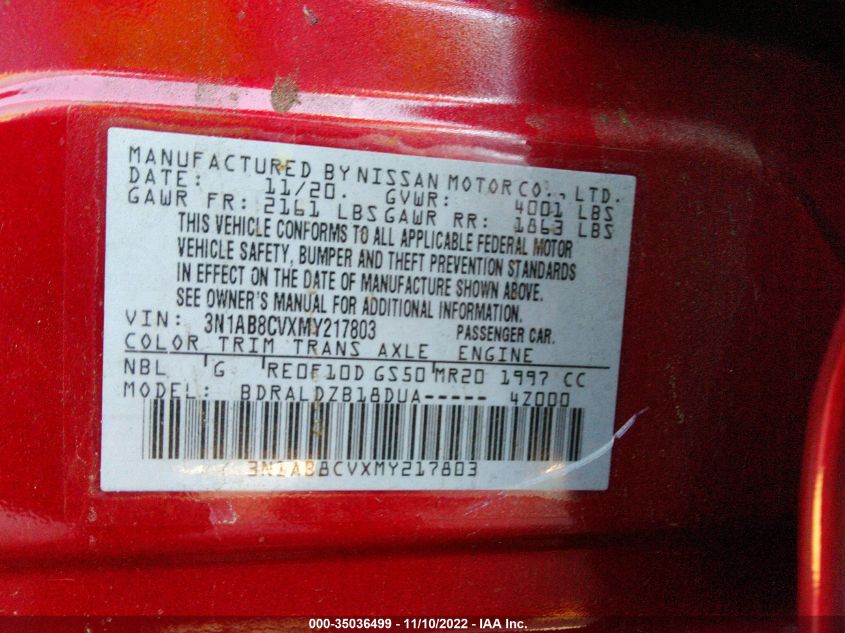 MANUFACTURED BY NISSAN MOTOR CO., LTD.
DATE: 11/20. GVWR: 4001 LBS
GAWR FR: 2161 LBS GAWR RR: 1863 LBS
THIS VEHICLE CONFORMS TO ALL APPLICABLE FEDERAL MOTOR
VEHICLE SAFETY, BUMPER AND THEFT PREVENTION STANDARDS
IN EFFECT ON THE DATE OF MANUFACTURE SHOWN ABOVE.
SEE OWNER'S MANUAL FOR ADDITIONAL INFORMATION.
VIN: 3N1AB8CVXMY217803 PASSENGER CAR.
COLOR TRIM TRANS AXLE ENGINE
NBL G RE0F10D GS50 MR20 1997 CC
MODEL: BDRALDZB18DUA----- 4Z000
3N1AB8CVXMY217803
000-35036499 - 11/10/2022 - IAA Inc.